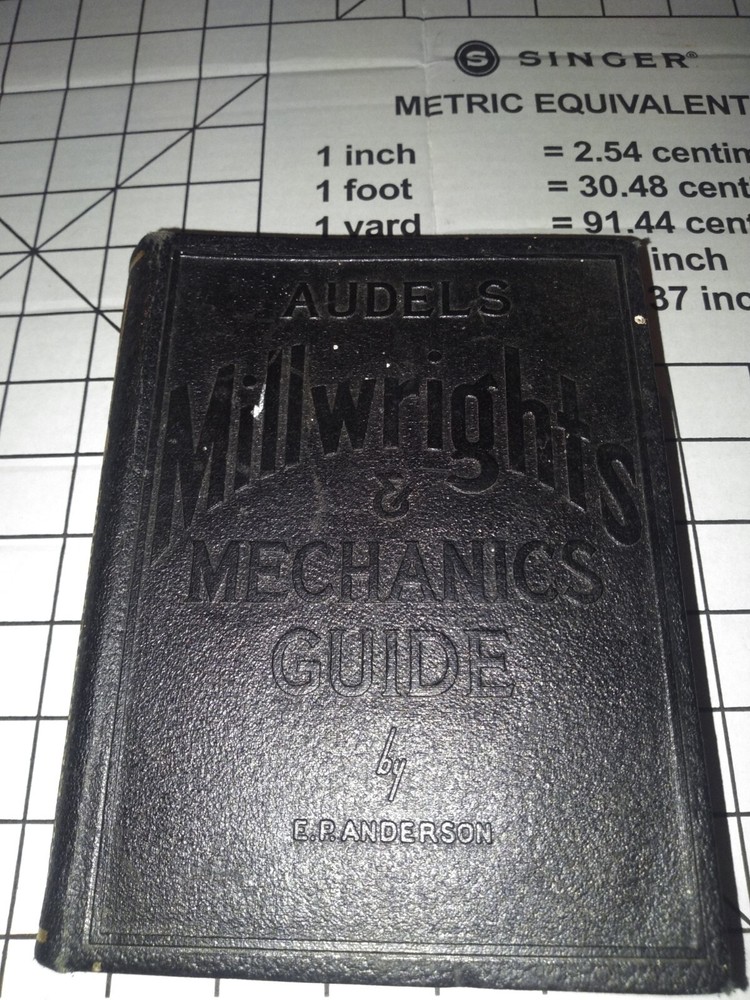 S SINGER®
METRIC EQUIVALENT
1 inch = 2.54 centim
1 foot = 30.48 cent
1 yard = 91.44 cen
inch
37 inc
AUDELS
Millwrights
&
MECHANICS
GUIDE
by
E.P. ANDERSON